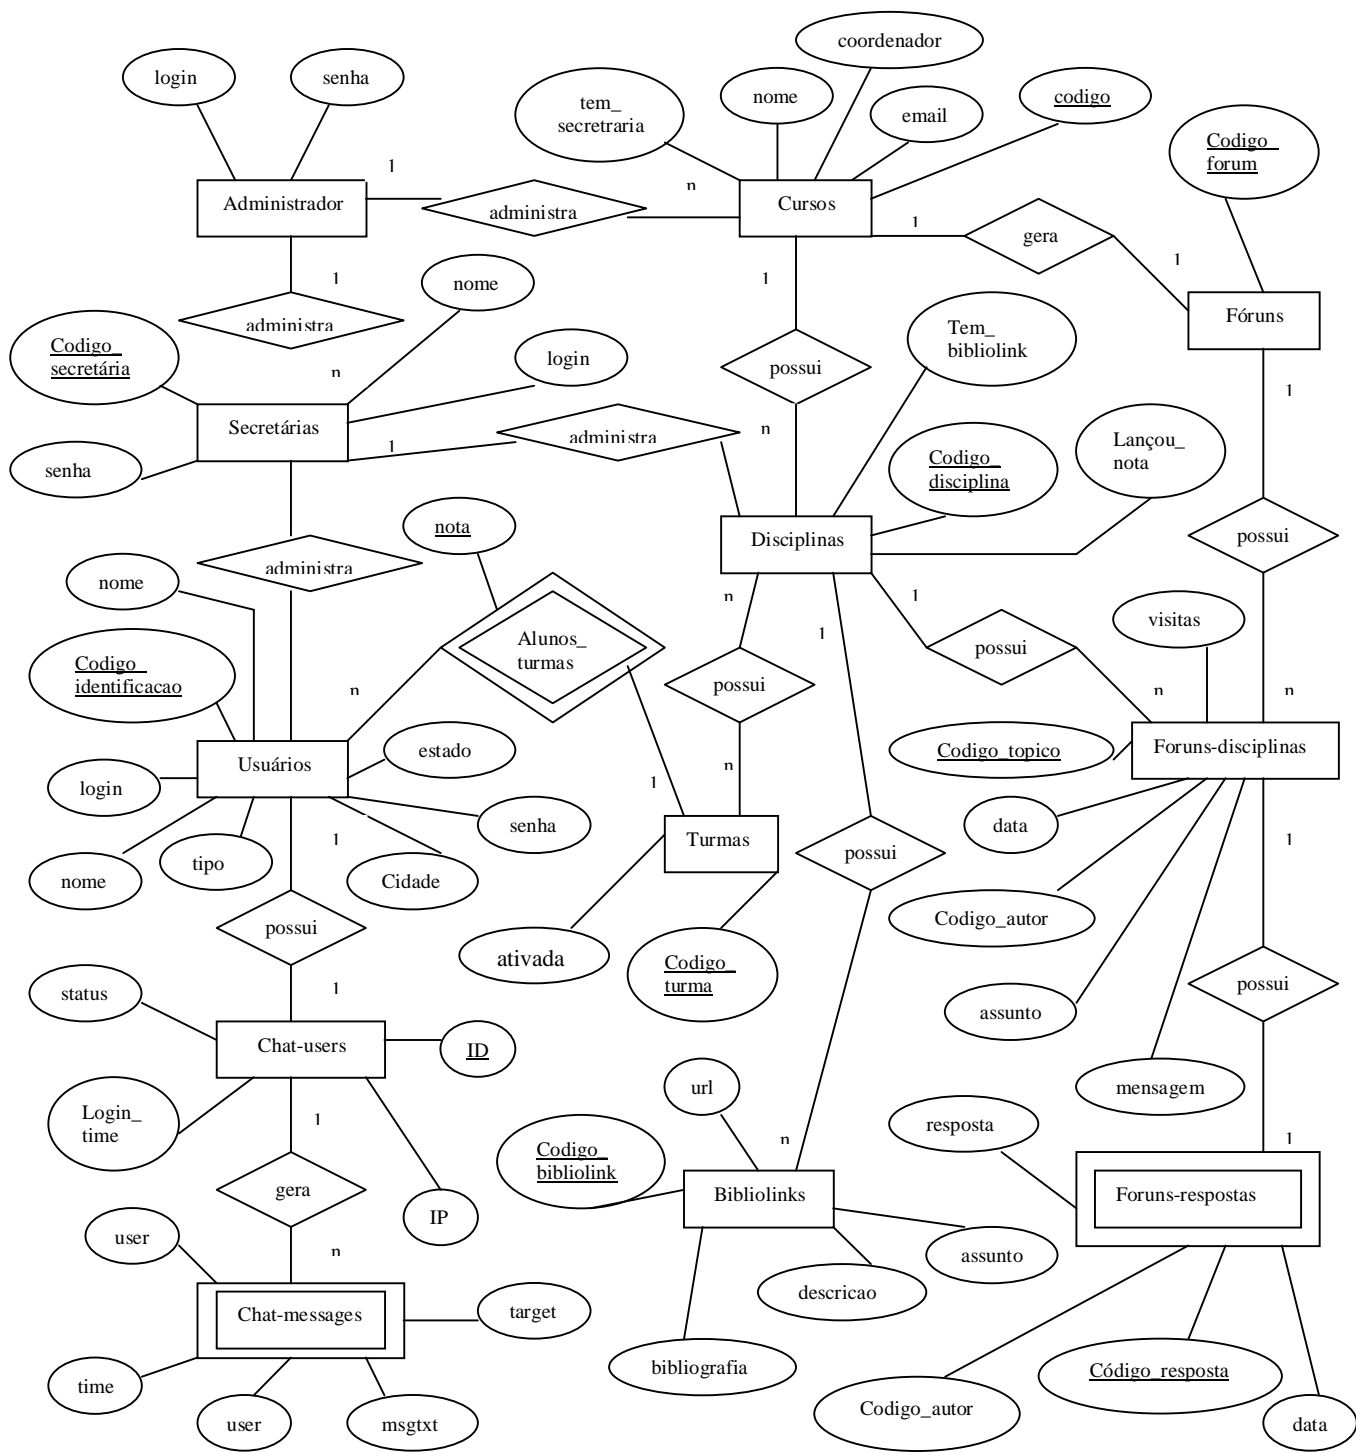 coordenador
login
senha
tem_
secretraria
nome
email
codigo
Codigo_
forum
1
n
Administrador
administra
Cursos
1
gera
1
Fóruns
1
nome
1
administra
Codigo_
secretária
login
Tem_
bibliolink
possui
n
1
Secretárias
1
administra
n
Lançou_
nota
senha
Codigo_
disciplina
nota
Disciplinas
possui
administra
nome
n
1
1
visitas
Alunos_
turmas
possui
possui
Codigo_
identificacao
n
n
n
Usuários
estado
Codigo_topico
Foruns-disciplinas
login
1
n
senha
data
Turmas
1
tipo
1
possui
nome
Cidade
Codigo_autor
possui
ativada
Codigo_
turma
possui
status
1
assunto
Chat-users
ID
url
mensagem
Login_
time
1
resposta
n
1
Codigo_
bibliolink
gera
IP
Bibliolinks
Foruns-respostas
user
n
assunto
descricao
Chat-messages
target
bibliografia
time
Código_resposta
user
msgtxt
Codigo_autor
data